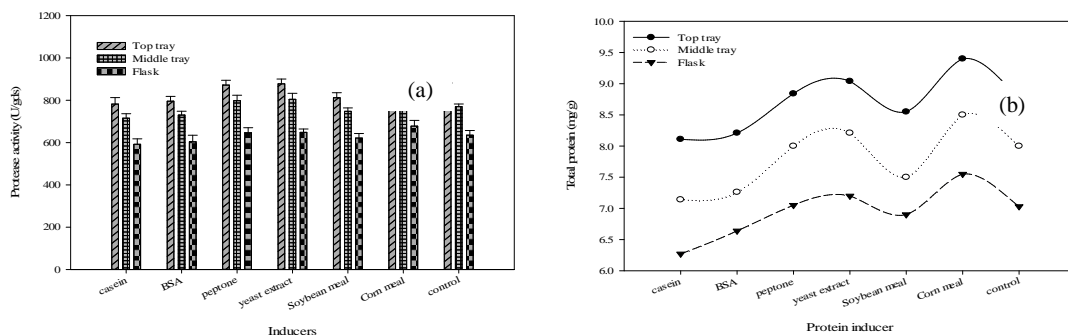 1200
1000
800
600
400
200
0
Protease activity (U/gds)
Top tray
Middle tray
Flask
(a)
casein
BSA
peptone
yeast extract
Soybean meal
Corn meal
control
Inducers
10.0
9.5
9.0
8.5
8.0
7.5
7.0
6.5
6.0
Total protein (mg/g)
Top tray
Middle tray
Flask
(b)
casein
BSA
peptone
yeast extract
Soybean meal
Corn meal
control
Protein inducer